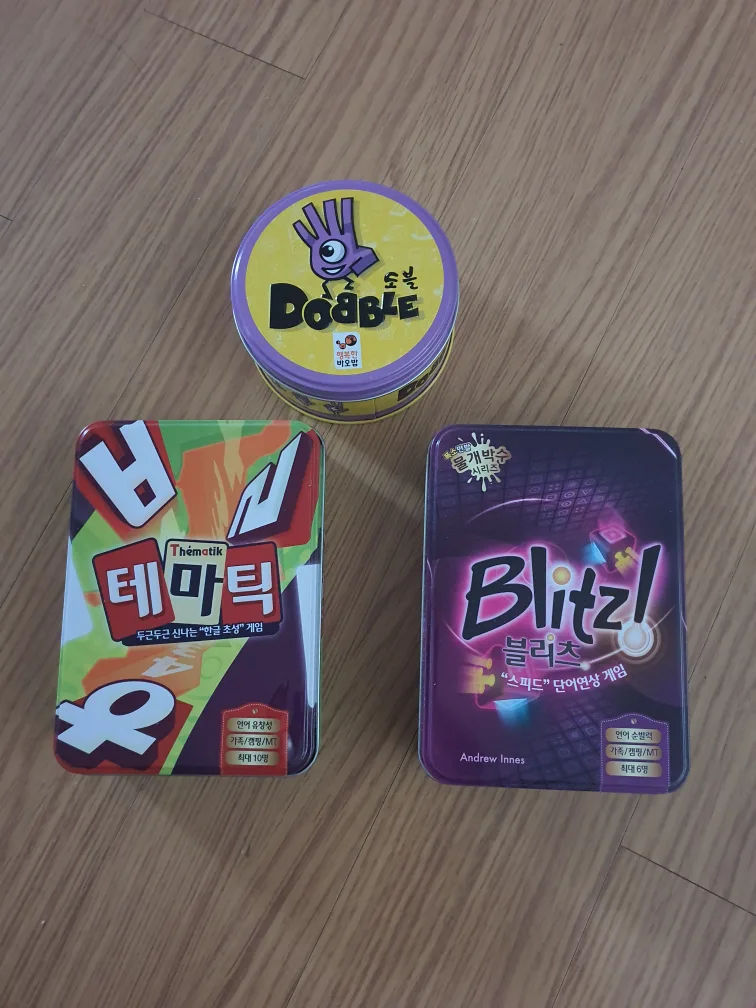 도블
DOBBLE
행복한
바오밥
Thématik
테마틱
두근두근 신나는 "한글 초성" 게임
언어 유창성
가족/캠핑/MT
최대 10명
물개박수
시리즈
Blitz!
블리츠
"스피드" 단어연상 게임
Andrew Innes
언어 순발력
가족/캠핑/MT
최대 6명